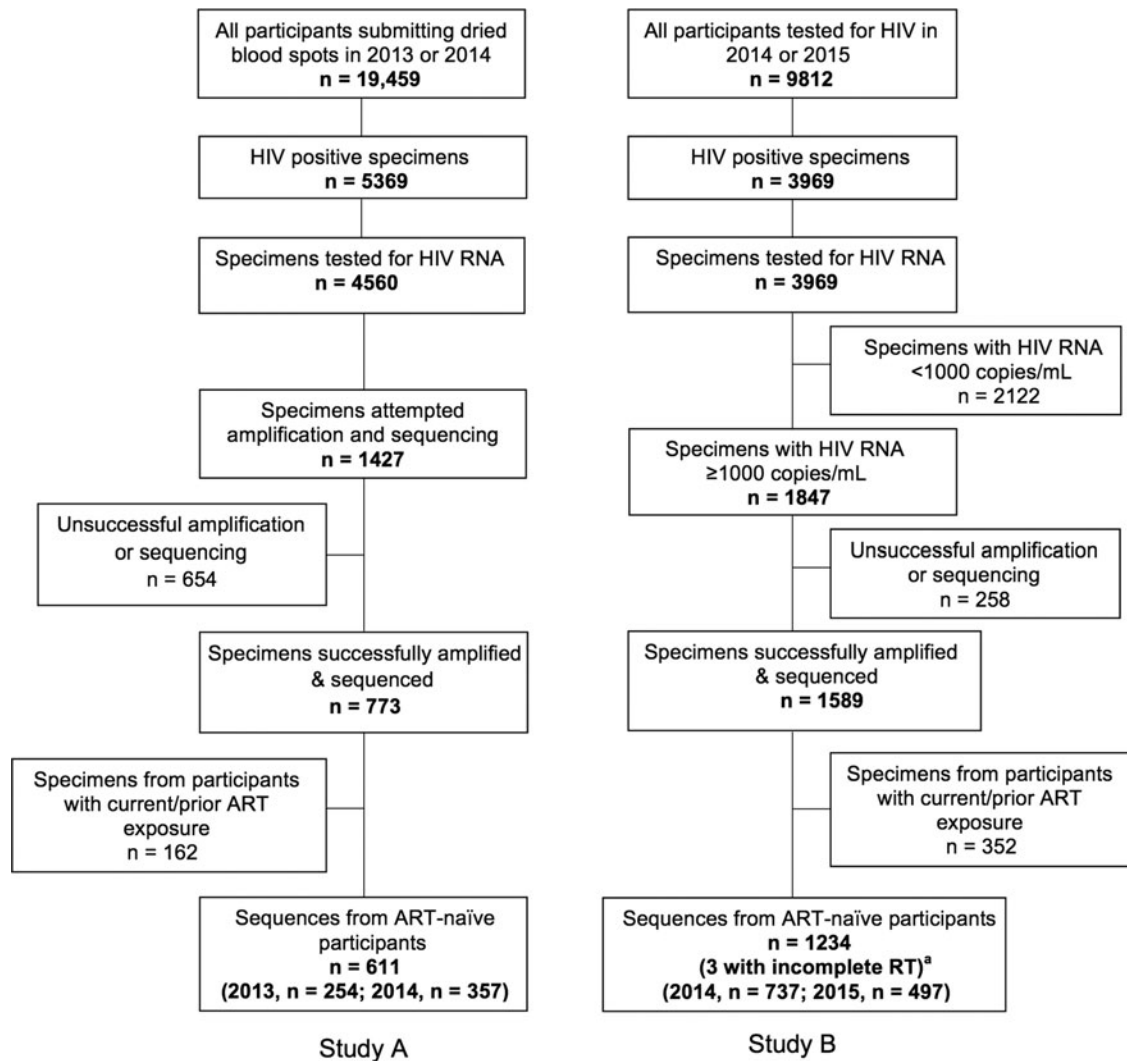 All participants submitting dried
blood spots in 2013 or 2014
n = 19,459
HIV positive specimens
n = 5369
Specimens tested for HIV RNA
n = 4560
Specimens attempted
amplification and sequencing
n = 1427
Unsuccessful amplification
or sequencing
n = 654
Specimens successfully amplified
& sequenced
n = 773
Specimens from participants
with current/prior ART
exposure
n = 162
Sequences from ART-naïve
participants
n = 611
(2013, n = 254; 2014, n = 357)
Study A
All participants tested for HIV in
2014 or 2015
n = 9812
HIV positive specimens
n = 3969
Specimens tested for HIV RNA
n = 3969
Specimens with HIV RNA
<1000 copies/mL
n = 2122
Specimens with HIV RNA
≥1000 copies/mL
n = 1847
Unsuccessful amplification
or sequencing
n = 258
Specimens successfully amplified
& sequenced
n = 1589
Specimens from participants
with current/prior ART
exposure
n = 352
Sequences from ART-naïve participants
n = 1234
(3 with incomplete RT)ᵃ
(2014, n = 737; 2015, n = 497)
Study B